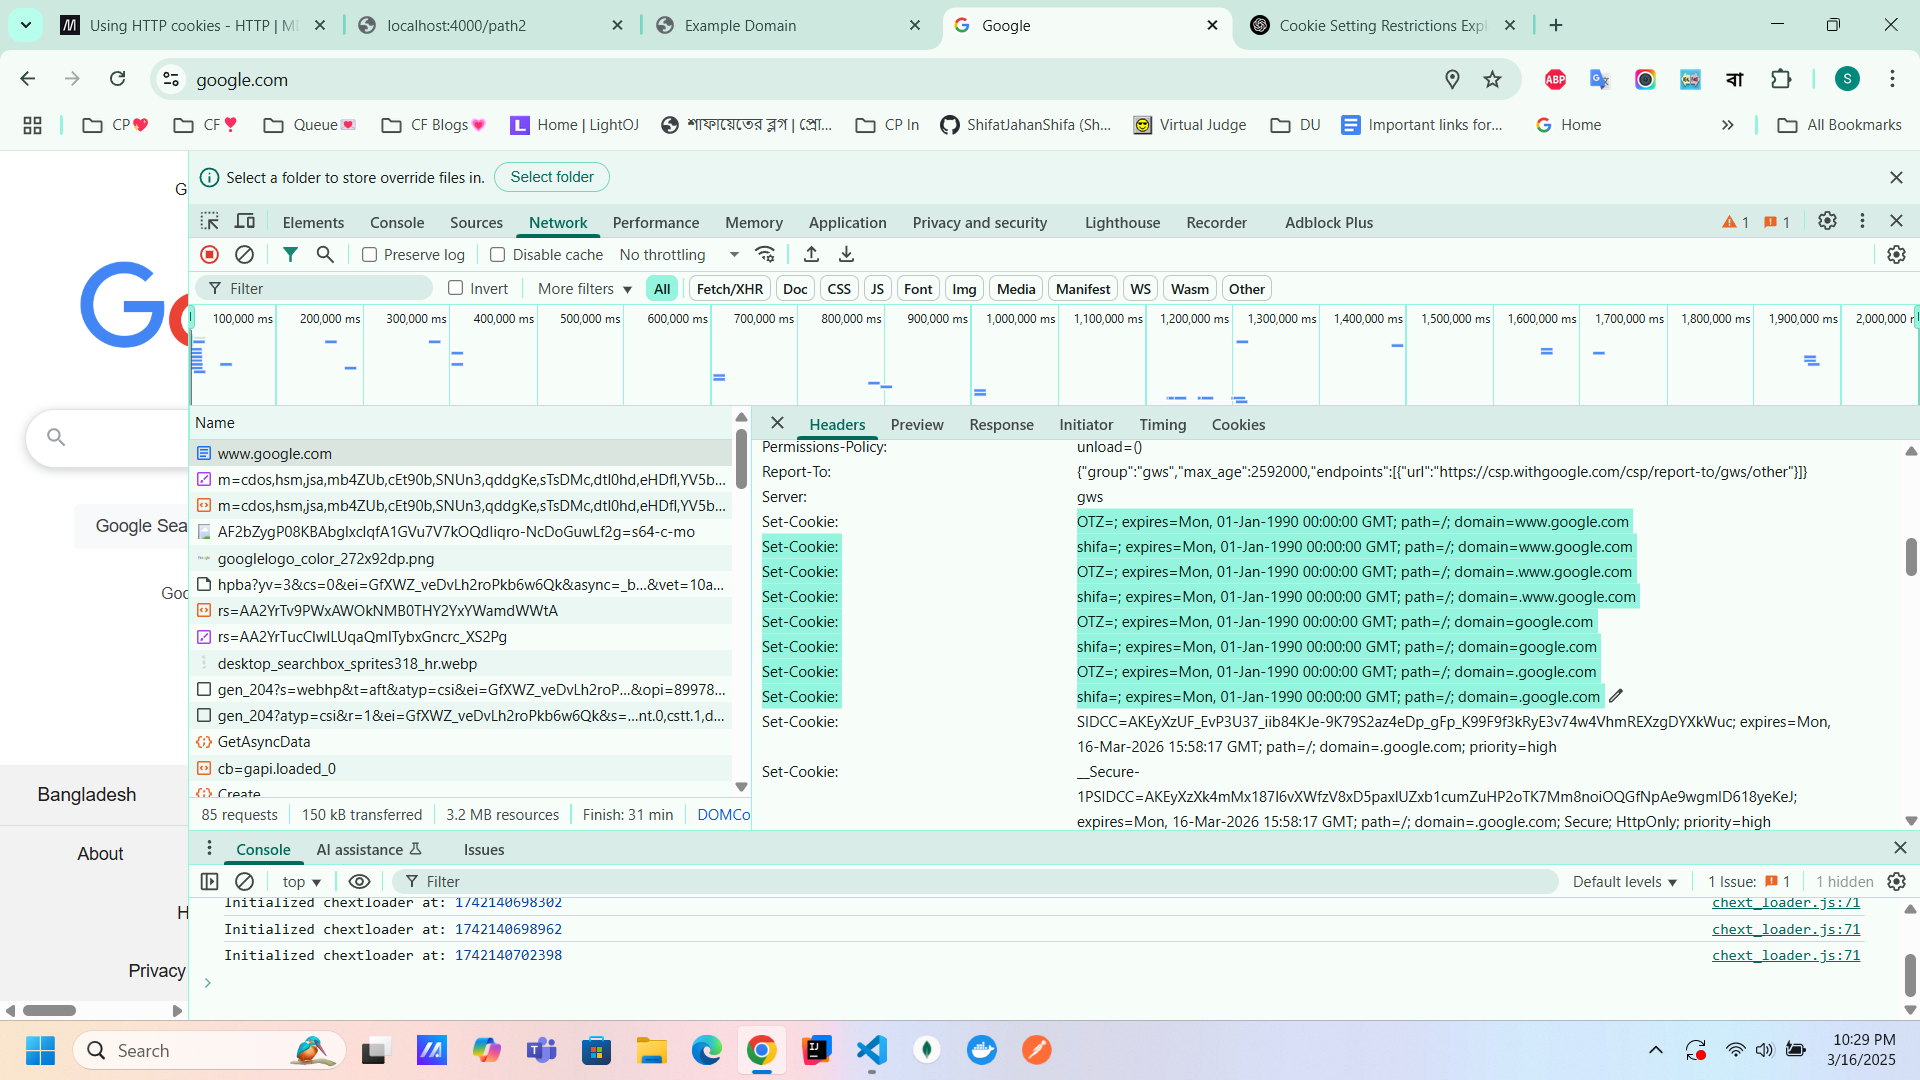 Using HTTP cookies - HTTP | M
localhost:4000/path2
Example Domain
Google
Cookie Setting Restrictions Expl
google.com
ABP
বা
S
CP
CF
Queue
CF Blogs
Home | LightOJ
শাফায়েতের ব্লগ | প্রো...
CP In
ShifatJahanShifa (Sh...
Virtual Judge
DU
Important links for...
Home
All Bookmarks
Select a folder to store override files in.
Select folder
Elements
Console
Sources
Network
Performance
Memory
Application
Privacy and security
Lighthouse
Recorder
Adblock Plus
1
1
Preserve log
Disable cache
No throttling
Filter
Invert
More filters
All
Fetch/XHR
Doc
CSS
JS
Font
Img
Media
Manifest
WS
Wasm
Other
100,000 ms
200,000 ms
300,000 ms
400,000 ms
500,000 ms
600,000 ms
700,000 ms
800,000 ms
900,000 ms
1,000,000 ms
1,100,000 ms
1,200,000 ms
1,300,000 ms
1,400,000 ms
1,500,000 ms
1,600,000 ms
1,700,000 ms
1,800,000 ms
1,900,000 ms
2,000,000
Name
www.google.com
m=cdos,hsm,jsa,mb4ZUb,cEt90b,SNUn3,qddgKe,sTsDMc,dtl0hd,eHDfl,YV5b...
m=cdos,hsm,jsa,mb4ZUb,cEt90b,SNUn3,qddgKe,sTsDMc,dtl0hd,eHDfl,YV5b...
AF2bZygP08KBAbglxclqfA1GVu7V7kOQdIiqro-NcDoGuwLf2g=s64-c-mo
googlelogo_color_272x92dp.png
hpba?yv=3&cs=0&ei=GfXWZ_veDvLh2roPkb6w6Qk&async=_b...&vet=10a...
rs=AA2YrTv9PWxAWOkNMB0THY2YxYWamdWWtA
rs=AA2YrTucClwlLUqaQmITybxGncrc_XS2Pg
desktop_searchbox_sprites318_hr.webp
gen_204?s=webhp&t=aft&atyp=csi&ei=GfXWZ_veDvLh2roP...&opi=89978...
gen_204?atyp=csi&r=1&ei=GfXWZ_veDvLh2roPkb6w6Qk&s=...nt.0,cstt.1,d...
GetAsyncData
cb=gapi.loaded_0
Create
85 requests
150 kB transferred
3.2 MB resources
Finish: 31 min
DOMCo
Headers
Preview
Response
Initiator
Timing
Cookies
Permissions-Policy: unload=()
Report-To: {"group":"gws","max_age":2592000,"endpoints":[{"url":"https://csp.withgoogle.com/csp/report-to/gws/other"}]}
Server: gws
Set-Cookie: OTZ=; expires=Mon, 01-Jan-1990 00:00:00 GMT; path=/; domain=www.google.com
Set-Cookie: shifa=; expires=Mon, 01-Jan-1990 00:00:00 GMT; path=/; domain=www.google.com
Set-Cookie: OTZ=; expires=Mon, 01-Jan-1990 00:00:00 GMT; path=/; domain=.www.google.com
Set-Cookie: shifa=; expires=Mon, 01-Jan-1990 00:00:00 GMT; path=/; domain=.www.google.com
Set-Cookie: OTZ=; expires=Mon, 01-Jan-1990 00:00:00 GMT; path=/; domain=google.com
Set-Cookie: shifa=; expires=Mon, 01-Jan-1990 00:00:00 GMT; path=/; domain=google.com
Set-Cookie: OTZ=; expires=Mon, 01-Jan-1990 00:00:00 GMT; path=/; domain=.google.com
Set-Cookie: shifa=; expires=Mon, 01-Jan-1990 00:00:00 GMT; path=/; domain=.google.com
Set-Cookie: SIDCC=AKEyXzUF_EvP3U37_iib84KJe-9K79S2az4eDp_gFp_K99F9f3kRyE3v74w4VhmREXzgDYXkWuc; expires=Mon,
16-Mar-2026 15:58:17 GMT; path=/; domain=.google.com; priority=high
Set-Cookie: __Secure-
1PSIDCC=AKEyXzXk4mMx187I6vXWfzV8xD5paxIUZxb1cumZuHP2oTK7Mm8noiOQGfNpAe9wgmID618yeKeJ;
expires=Mon, 16-Mar-2026 15:58:17 GMT; path=/; domain=.google.com; Secure; HttpOnly; priority=high
G
Go
Google Sea
Goo
Bangladesh
About
H
Privacy
Console
AI assistance
Issues
top
Filter
Default levels
1 Issue:
1
1 hidden
Initialized chextloader at: 1742140698302 chext_loader.js:71
Initialized chextloader at: 1742140698962 chext_loader.js:71
Initialized chextloader at: 1742140702398 chext_loader.js:71
Search
10:29 PM
3/16/2025